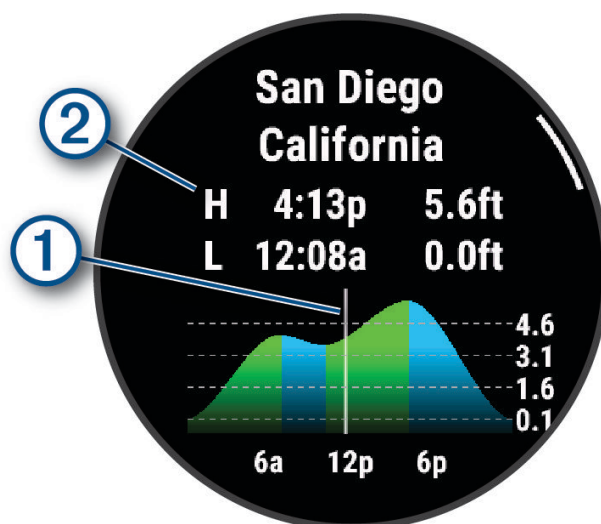 San Diego
California
2
H 4:13p 5.6ft
1
L 12:08a 0.0ft
4.6
3.1
1.6
0.1
6a 12p 6p